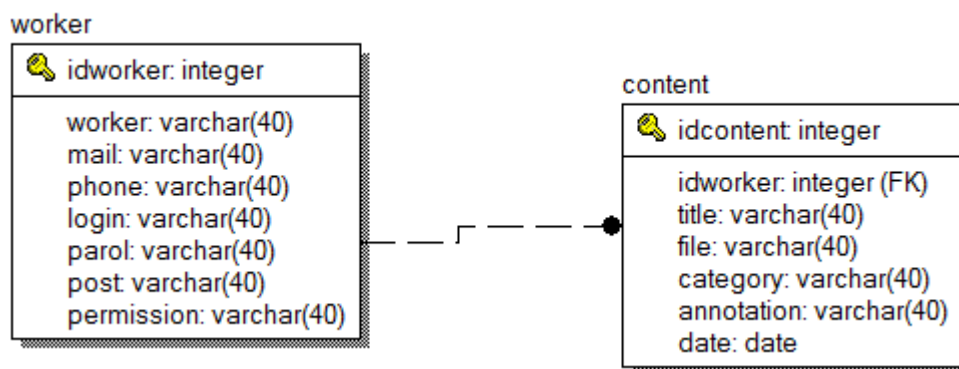 worker
idworker: integer
worker: varchar(40)
mail: varchar(40)
phone: varchar(40)
login: varchar(40)
parol: varchar(40)
post: varchar(40)
permission: varchar(40)
content
idcontent: integer
idworker: integer (FK)
title: varchar(40)
file: varchar(40)
category: varchar(40)
annotation: varchar(40)
date: date